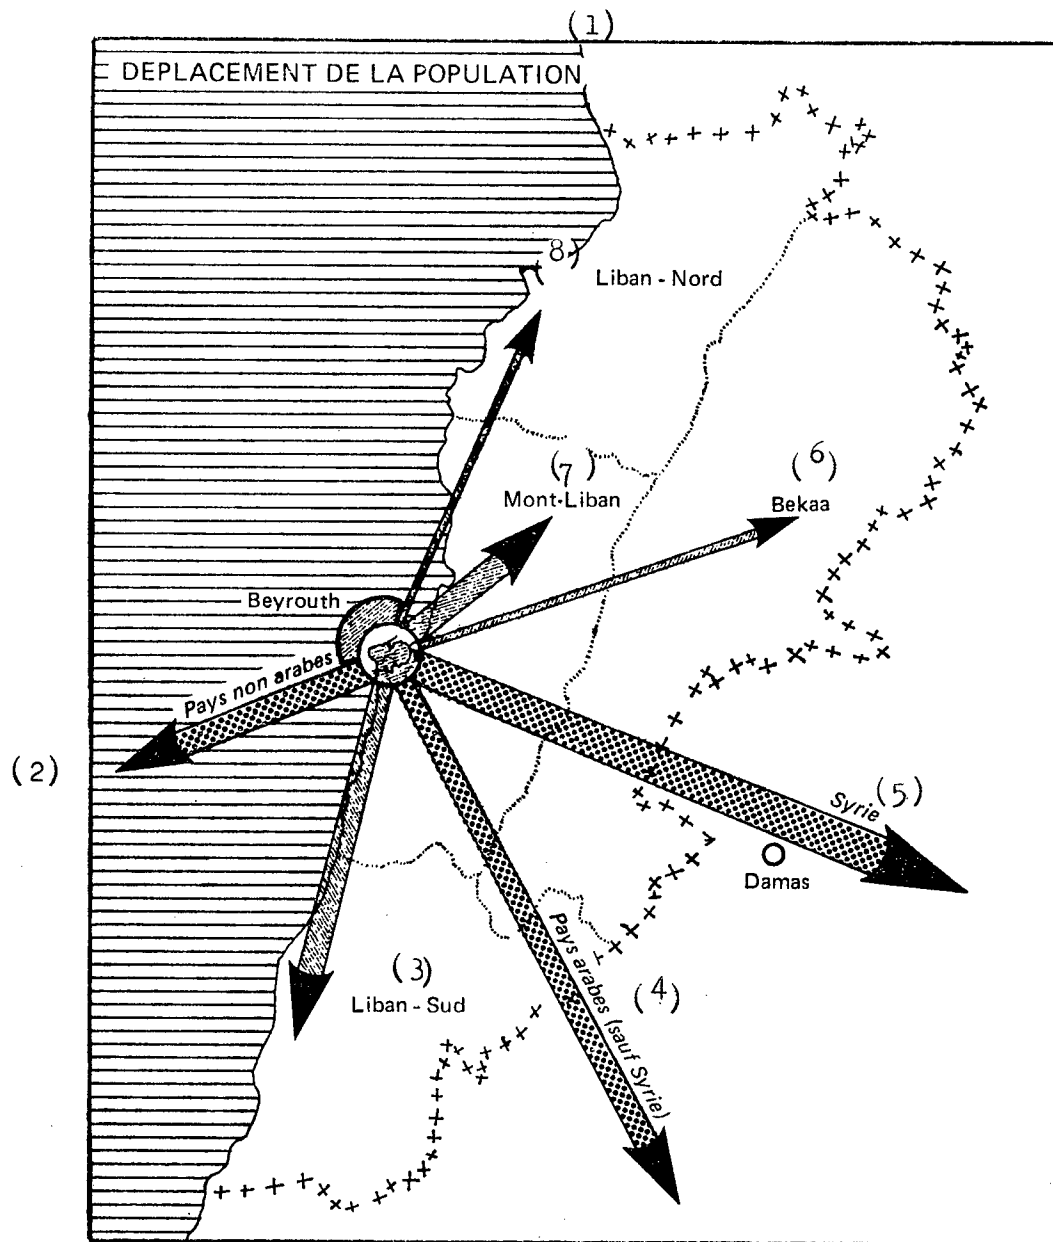 (1)
DEPLACEMENT DE LA POPULATION
8)
Liban - Nord
(7)
(6)
Mont-Liban
Bekaa
Beyrouth
Pays non arabes
(2)
(5)
Syrie
Damas
(3)
Liban - Sud
(4)
Pays arabes (sauf Syrie)